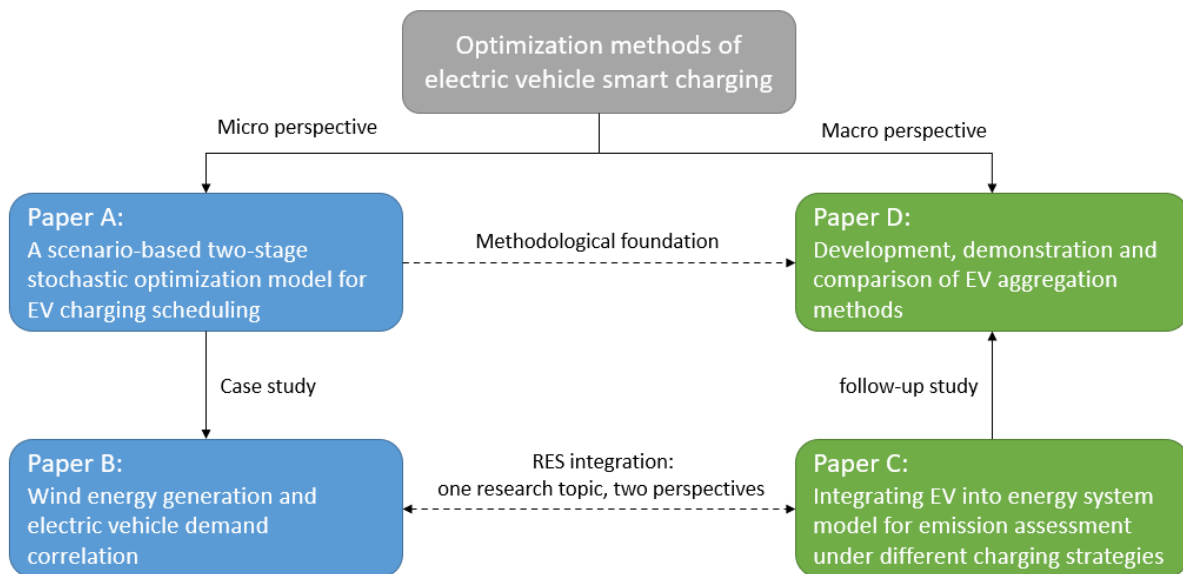 Optimization methods of
electric vehicle smart charging
Micro perspective
Macro perspective
Paper A:
A scenario-based two-stage
stochastic optimization model for
EV charging scheduling
Methodological foundation
Paper D:
Development, demonstration and
comparison of EV aggregation
methods
Case study
follow-up study
Paper B:
Wind energy generation and
electric vehicle demand
correlation
RES integration:
one research topic, two perspectives
Paper C:
Integrating EV into energy system
model for emission assessment
under different charging strategies